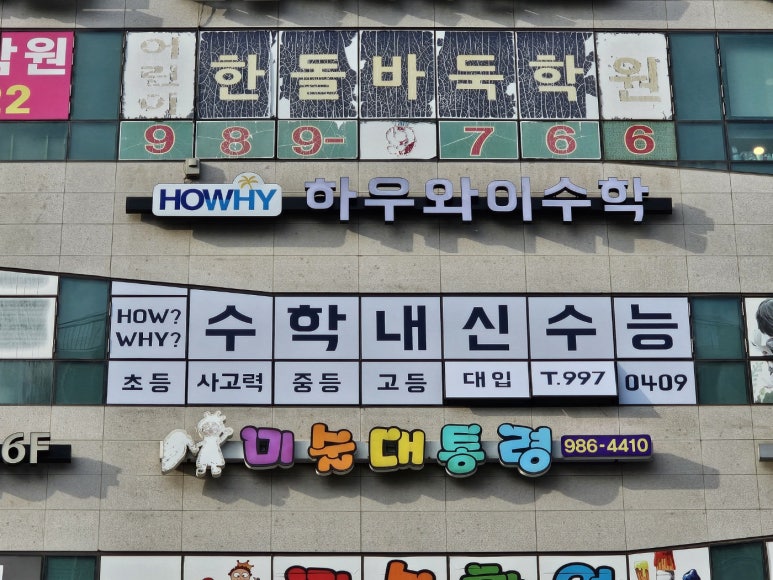 학원
22
어린이
한돌바둑학원
989-9766
HOWHY 하우와이수학
HOW?
WHY?
수학내신수능
초등 사고력 중등 고등 대입 T.997 0409
6F
미술대통령 986-4410